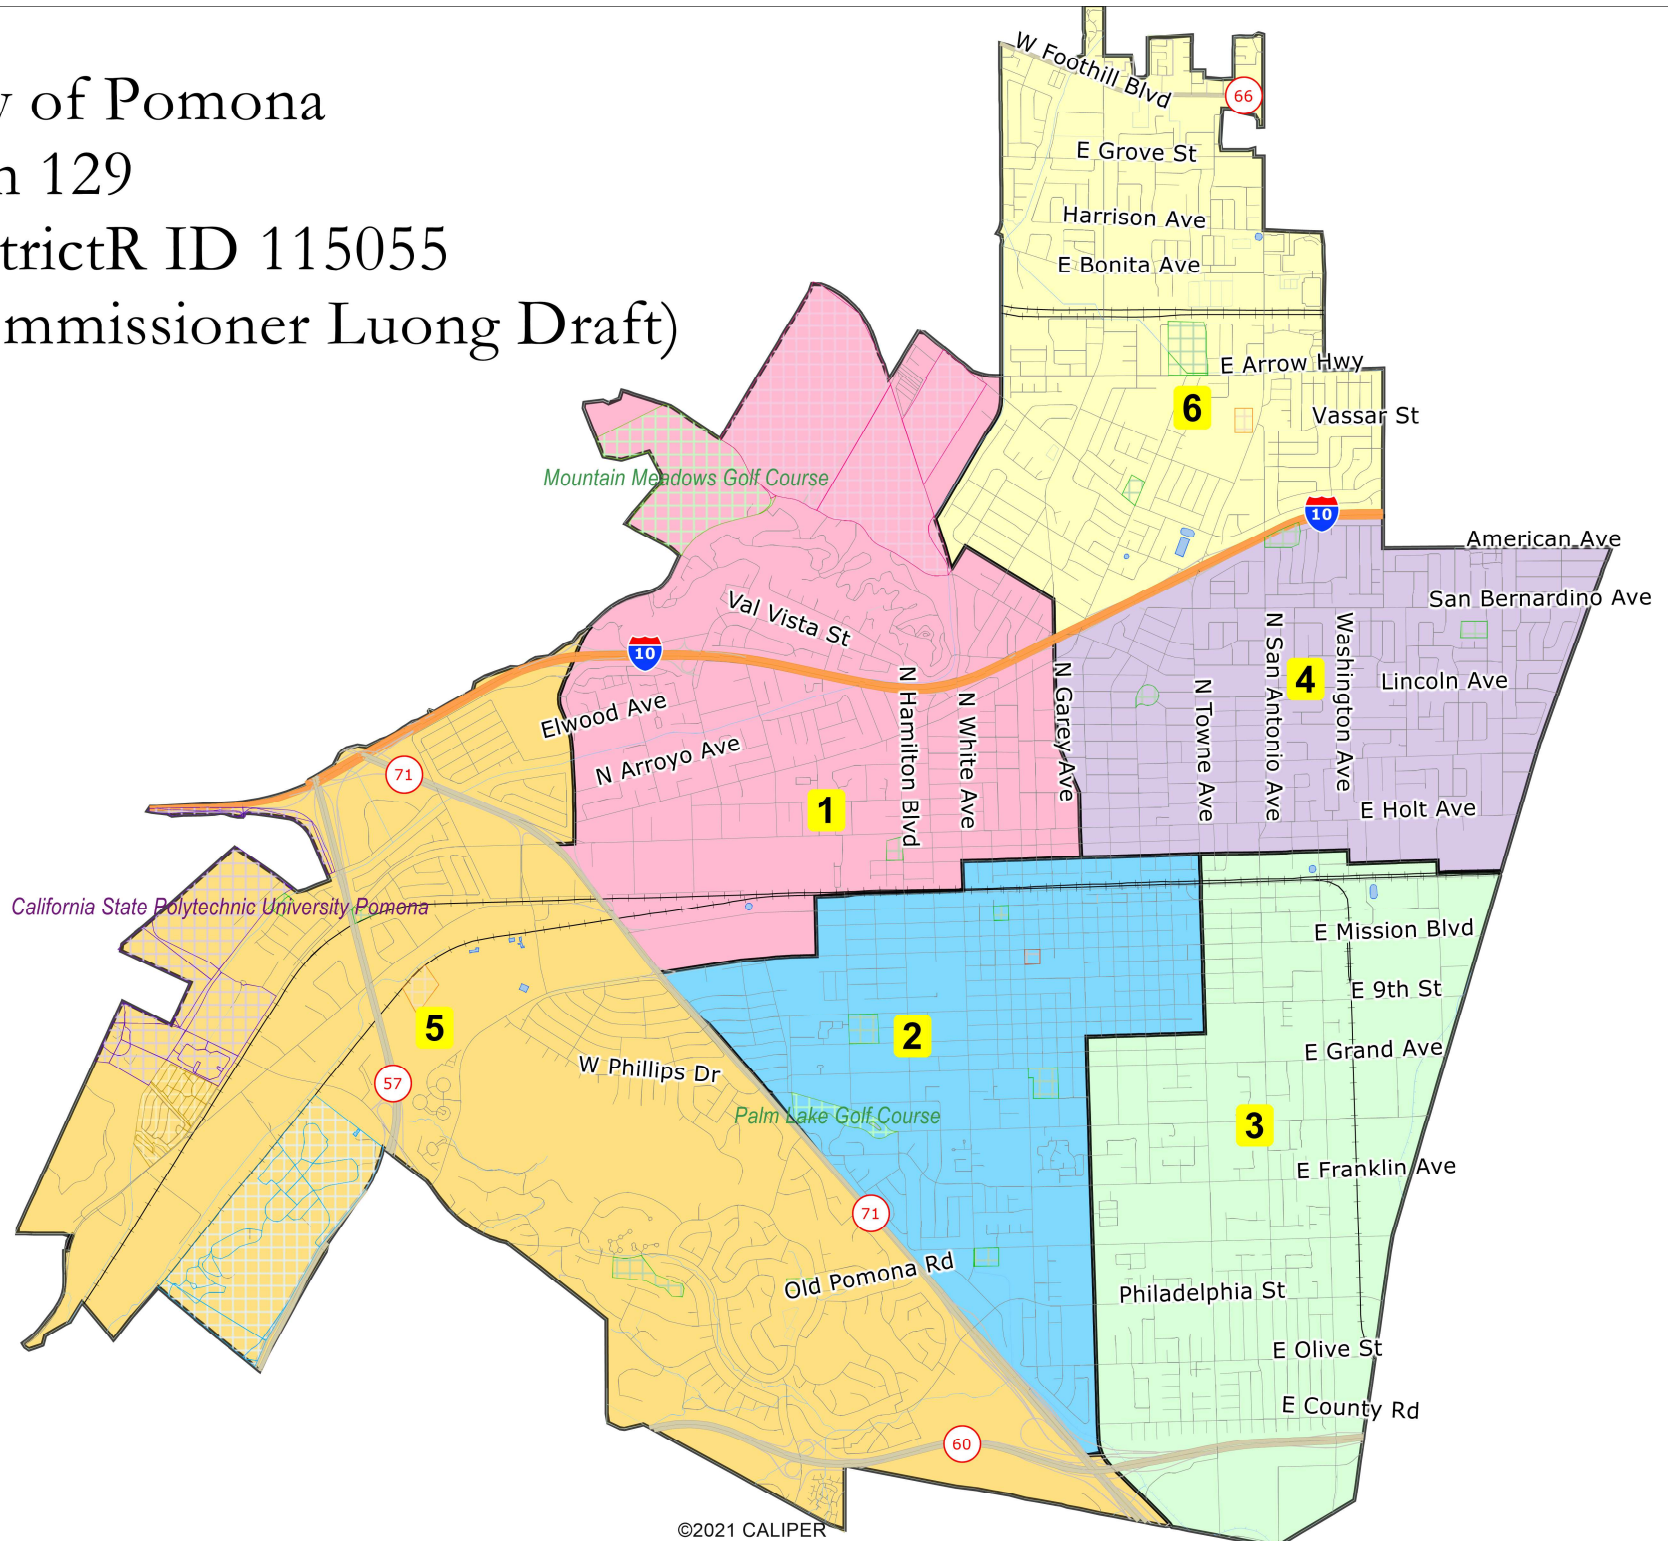 y of Pomona
n 129
trictR ID 115055
mmissioner Luong Draft)
W Foothill Blvd
66
E Grove St
Harrison Ave
E Bonita Ave
E Arrow Hwy
6
Vassar St
Mountain Meadows Golf Course
10
American Ave
San Bernardino Ave
Val Vista St
10
N Garey Ave
N Hamilton Blvd
N White Ave
N Towne Ave
N San Antonio Ave
Washington Ave
4
Lincoln Ave
Elwood Ave
N Arroyo Ave
71
1
E Holt Ave
California State Polytechnic University Pomona
E Mission Blvd
E 9th St
5
2
E Grand Ave
W Phillips Dr
57
Palm Lake Golf Course
3
E Franklin Ave
71
Old Pomona Rd
Philadelphia St
E Olive St
E County Rd
60
©2021 CALIPER